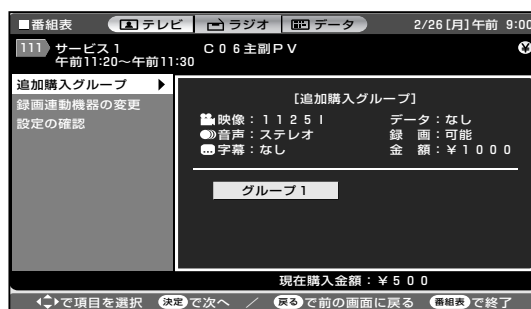 ■番組表 テレビ ラジオ データ 2/26[月]午前 9:00
111 サービス1 C06主副PV ¥
午前11:20〜午前11:30
追加購入グループ ▶
録画連動機器の変更
設定の確認
[追加購入グループ]
映像:1125I データ:なし
音声:ステレオ 録 画:可能
字幕:なし 金 額:¥1000
グループ1
現在購入金額:¥500
で項目を選択 決定で次へ / 戻るで前の画面に戻る 番組表で終了